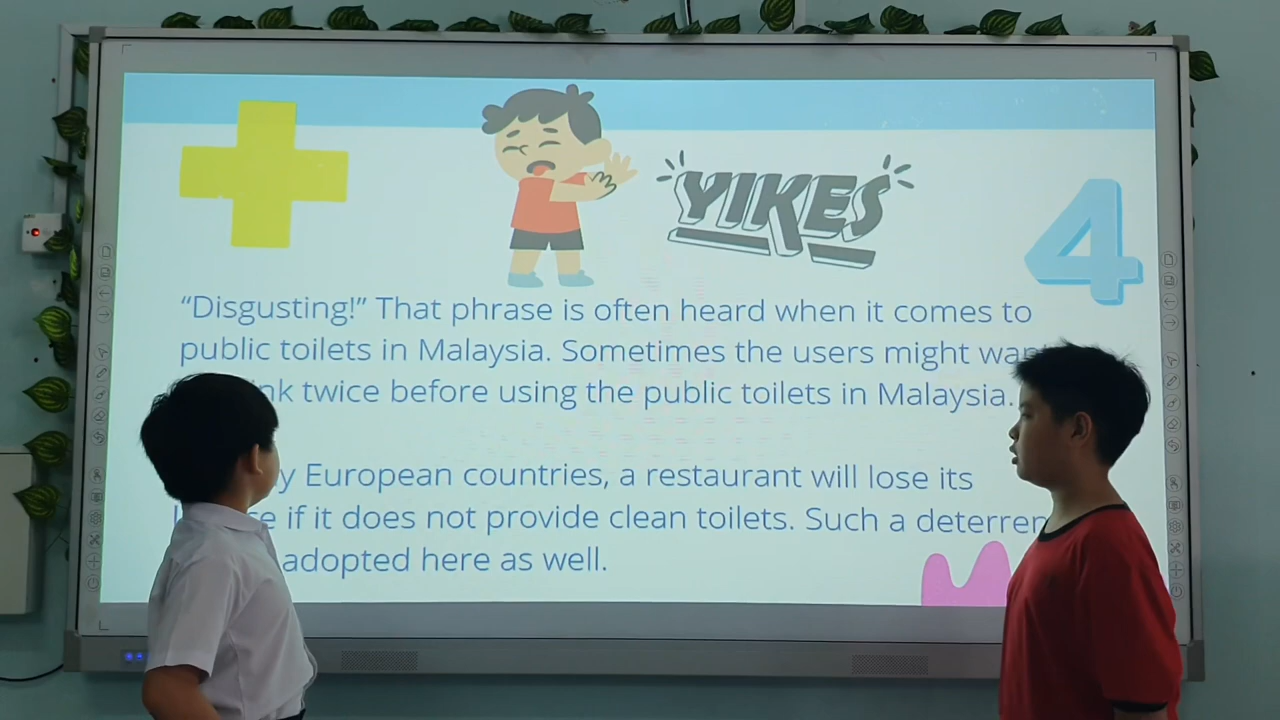 YIKES
4
“Disgusting!” That phrase is often heard when it comes to
public toilets in Malaysia. Sometimes the users might
twice before using the public toilets in Malaysia.
European countries, a restaurant will lose its
if it does not provide clean toilets. Such a
adopted here as well.